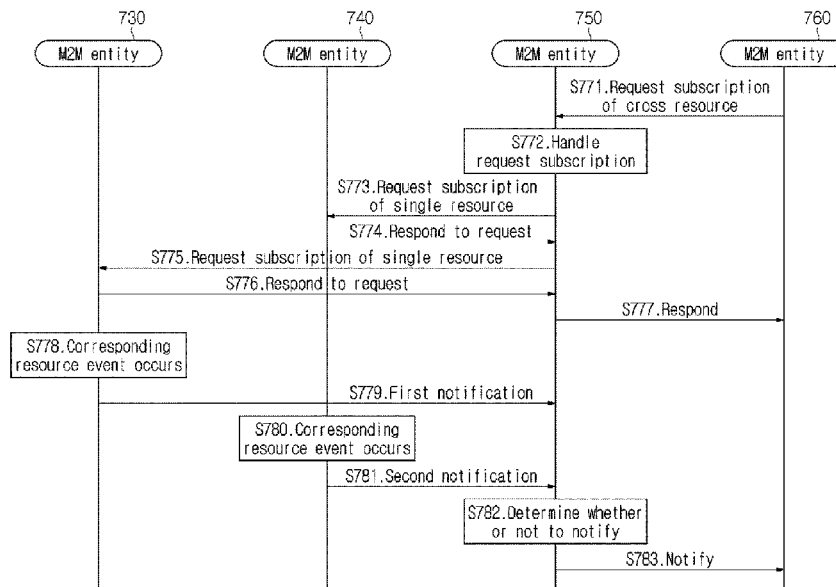 730
740
750
760
M2M entity
M2M entity
M2M entity
M2M entity
S771.Request subscription
of cross resource
S772.Handle
request subscription
S773.Request subscription
of single resource
S774.Respond to request
S775.Request subscription of single resource
S776.Respond to request
S777.Respond
S778.Corresponding
resource event occurs
S779.First notification
S780.Corresponding
resource event occurs
S781.Second notification
S782.Determine whether
or not to notify
S783.Notify